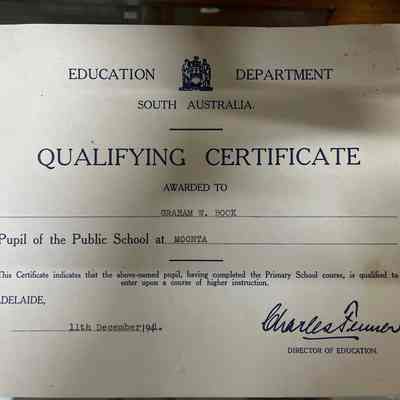 EDUCATION DEPARTMENT
SOUTH AUSTRALIA.
QUALIFYING CERTIFICATE
AWARDED TO
GRAHAM W. BOCK
Pupil of the Public School at MOONTA
This Certificate indicates that the above-named pupil, having completed the Primary School course, is qualified to
enter upon a course of higher instruction.
ADELAIDE,
11th December, 1941.
Charles Fenner
DIRECTOR OF EDUCATION.